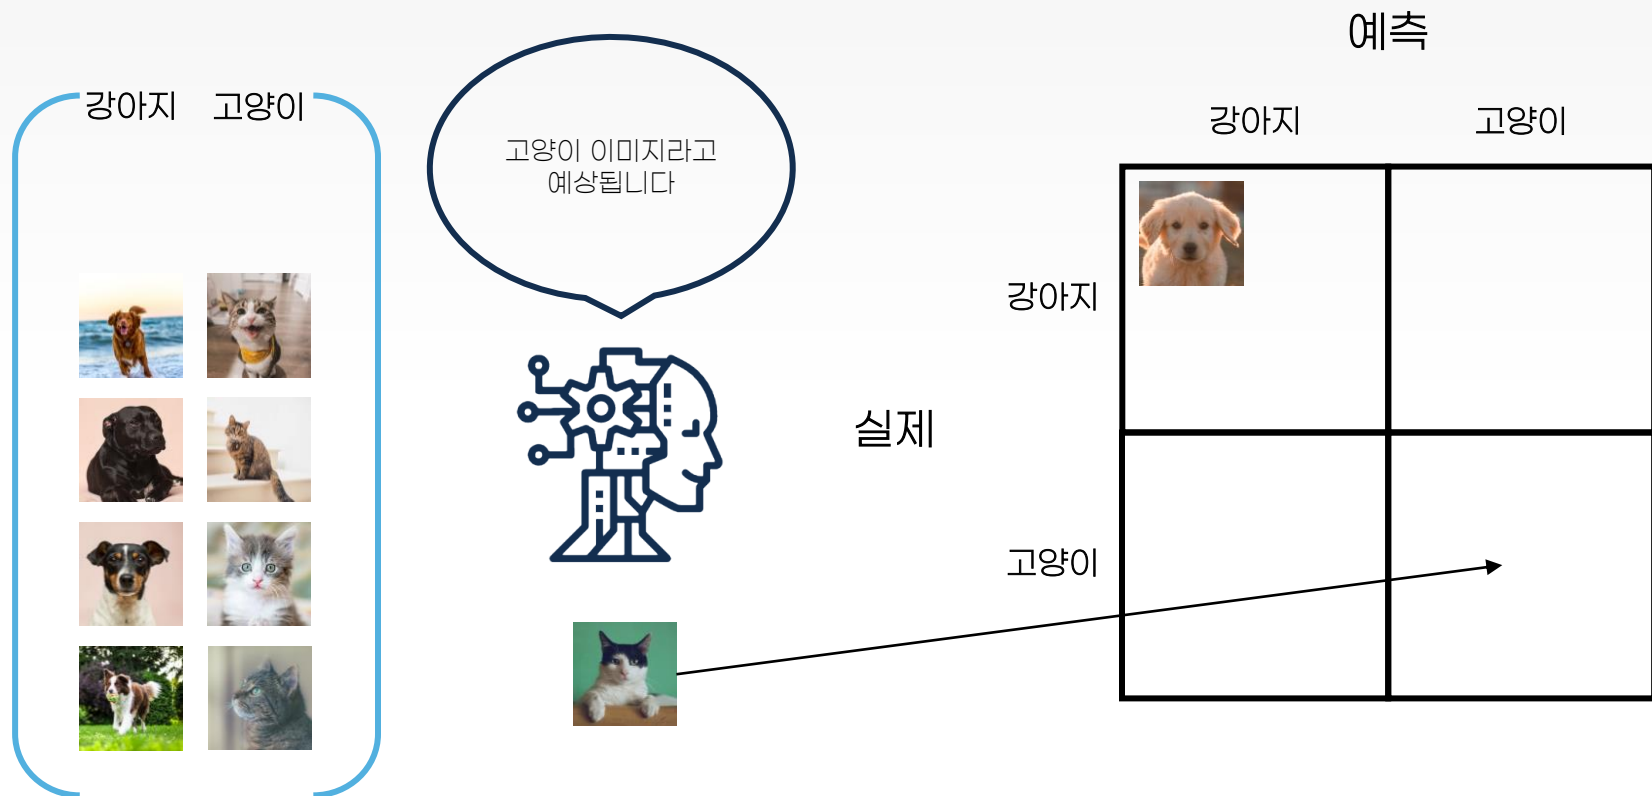 강아지 고양이
고양이 이미지라고
예상됩니다
예측
강아지 고양이
강아지
실제
고양이